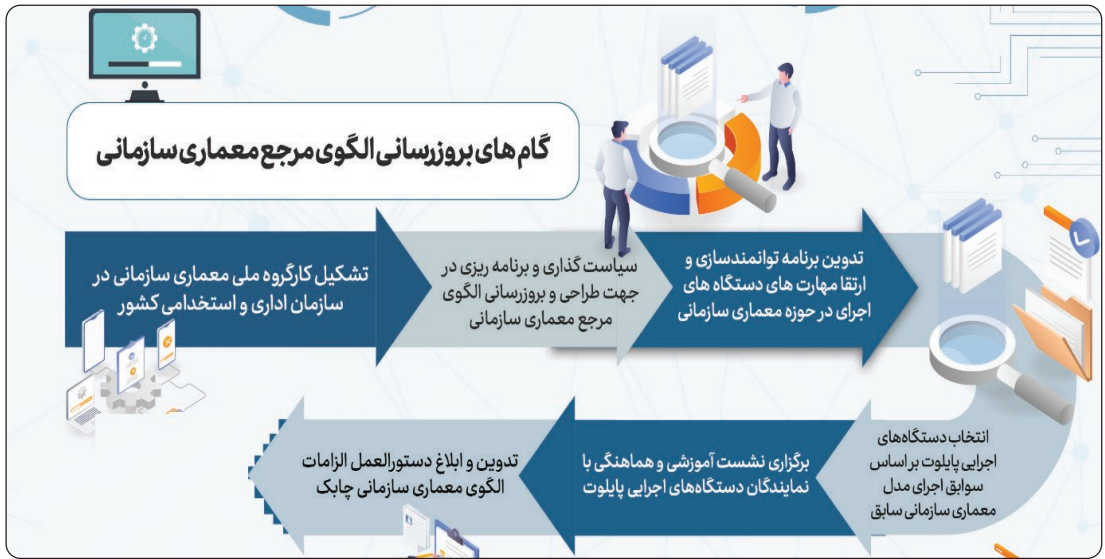 گام های بروزرسانی الگوی مرجع معماری سازمانی
تشکیل کارگروه ملی معماری سازمانی در
سازمان اداری و استخدامی کشور
سیاست گذاری و برنامه ریزی در
جهت طراحی و بروزرسانی الگوی
مرجع معماری سازمانی
تدوین برنامه توانمندسازی و
ارتقا مهارت های دستگاه های
اجرای در حوزه معماری سازمانی
انتخاب دستگاه‌های
اجرایی پایلوت بر اساس
سوابق اجرای مدل
معماری سازمانی سابق
برگزاری نشست آموزشی و هماهنگی با
نمایندگان دستگاه‌های اجرایی پایلوت
تدوین و ابلاغ دستورالعمل الزامات
الگوی معماری سازمانی چابک